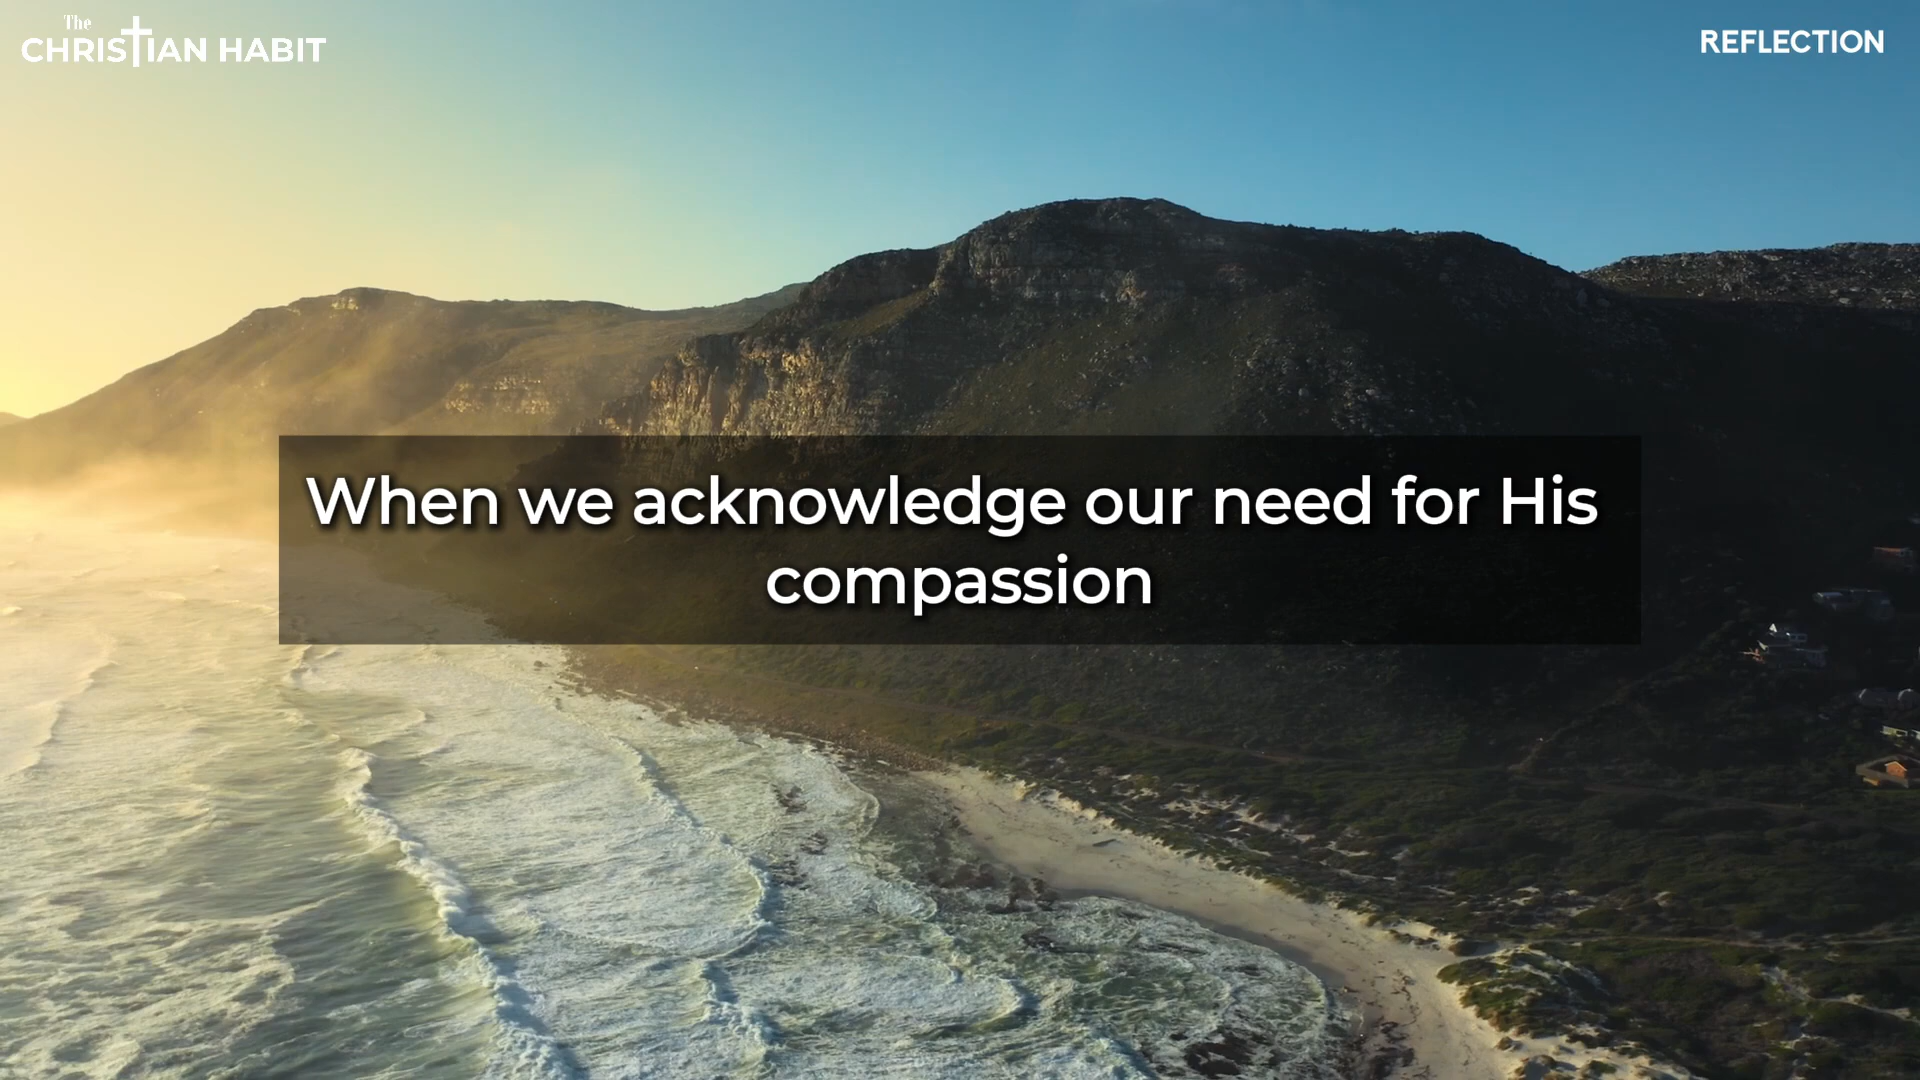 The
CHRISTIAN HABIT
REFLECTION
When we acknowledge our need for His
compassion